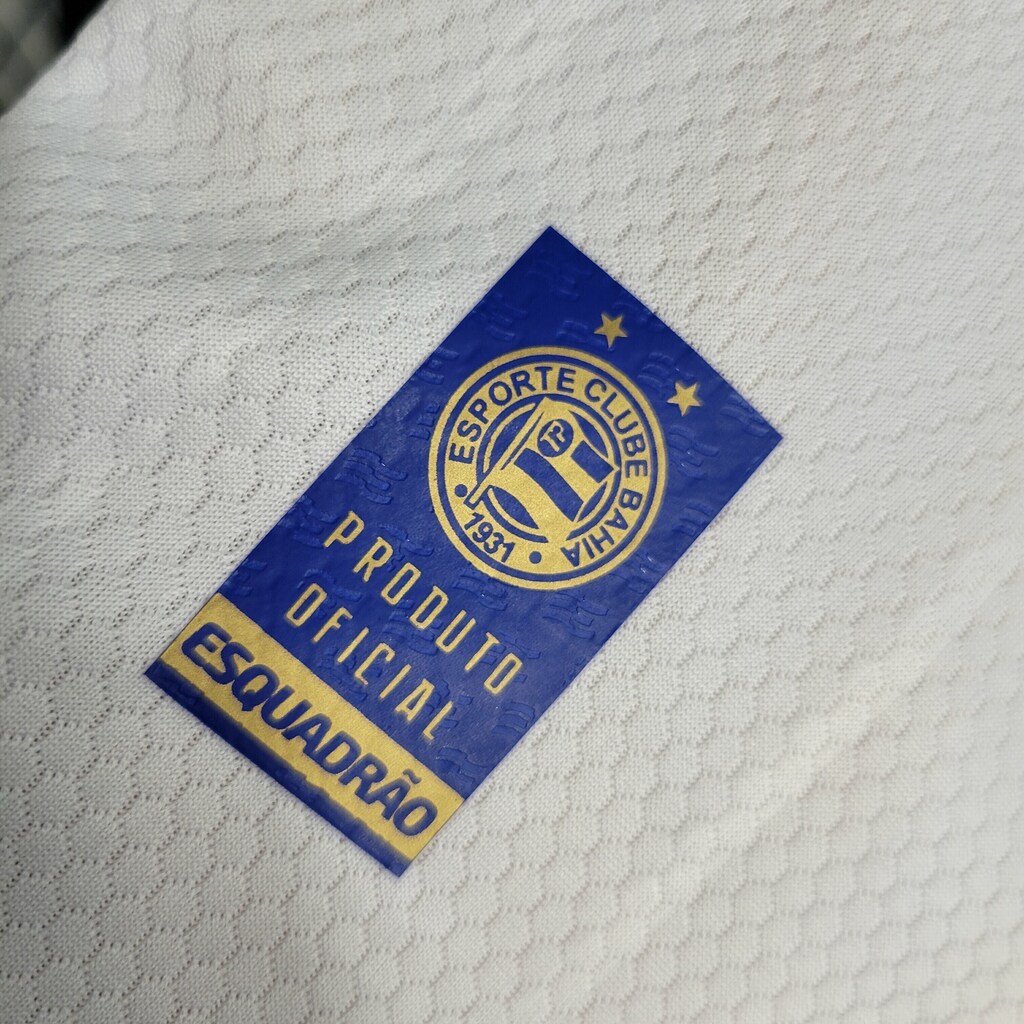 ESPORTE CLUBE BAHIA
1931
PRODUTO
OFICIAL
ESQUADRÃO